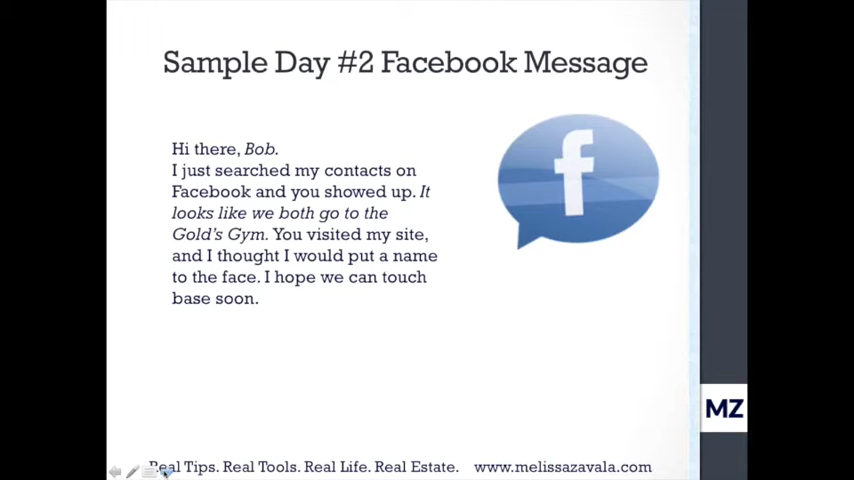 Sample Day #2 Facebook Message
Hi there, Bob.
I just searched my contacts on
Facebook and you showed up. It
looks like we both go to the
Gold's Gym. You visited my site,
and I thought I would put a name
to the face. I hope we can touch
base soon.
f
MZ
Real Tips. Real Tools. Real Life. Real Estate. www.melissazavala.com